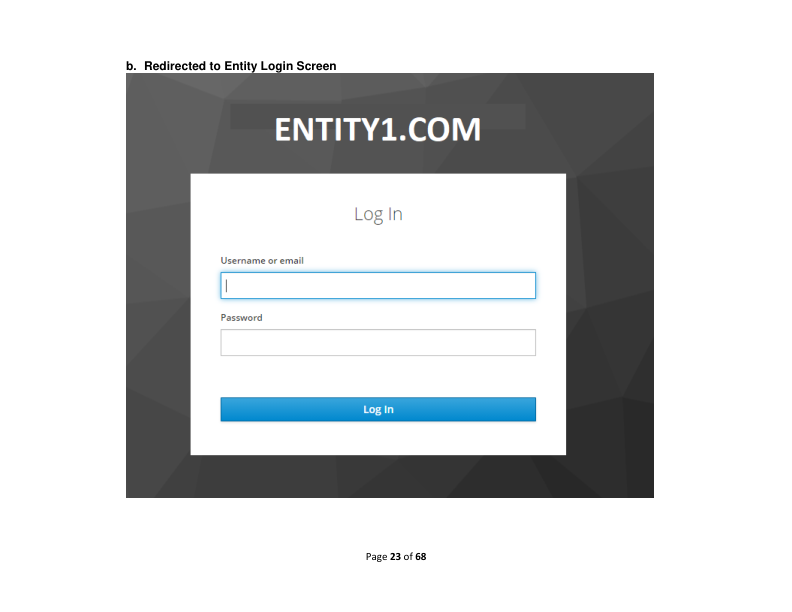 b. Redirected to Entity Login Screen
ENTITY1.COM
Log In
Username or email
Password
Log In
Page 23 of 68